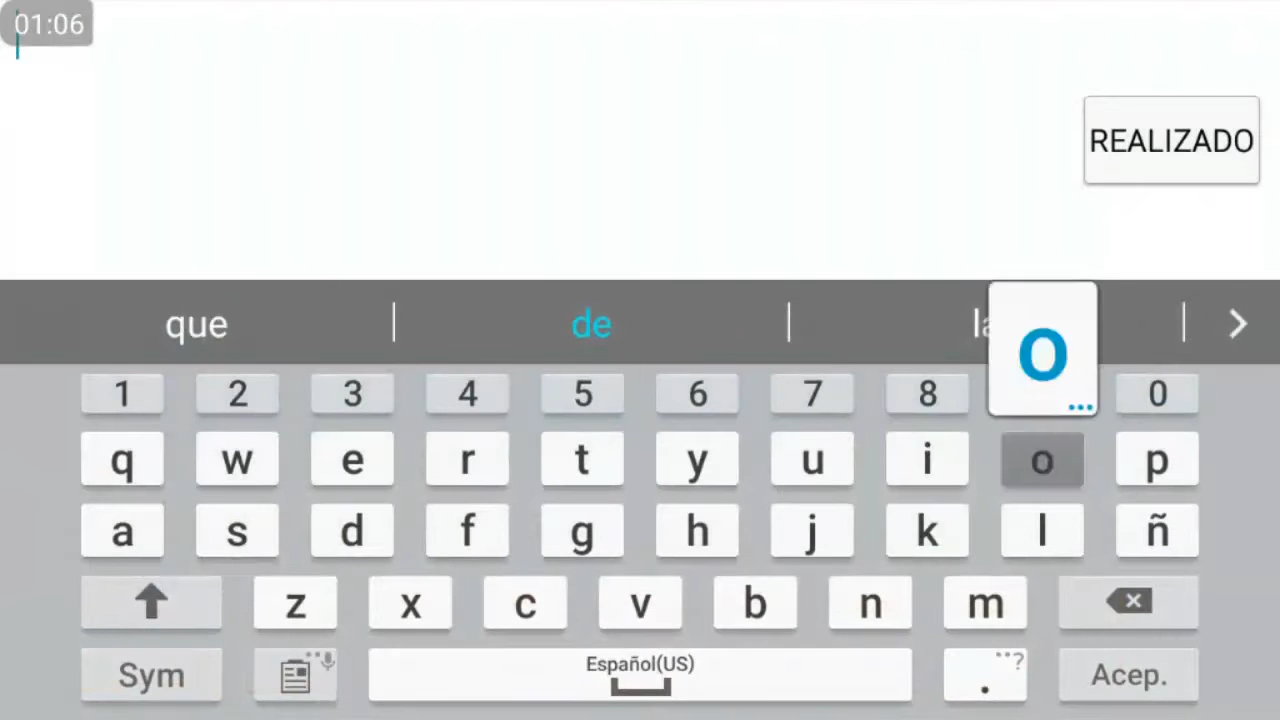 01:06
REALIZADO
que de la
o
1 2 3 4 5 6 7 8 0
q w e r t y u i o p
a s d f g h j k l ñ
z x c v b n m
Sym Español(US) . ? Acep.